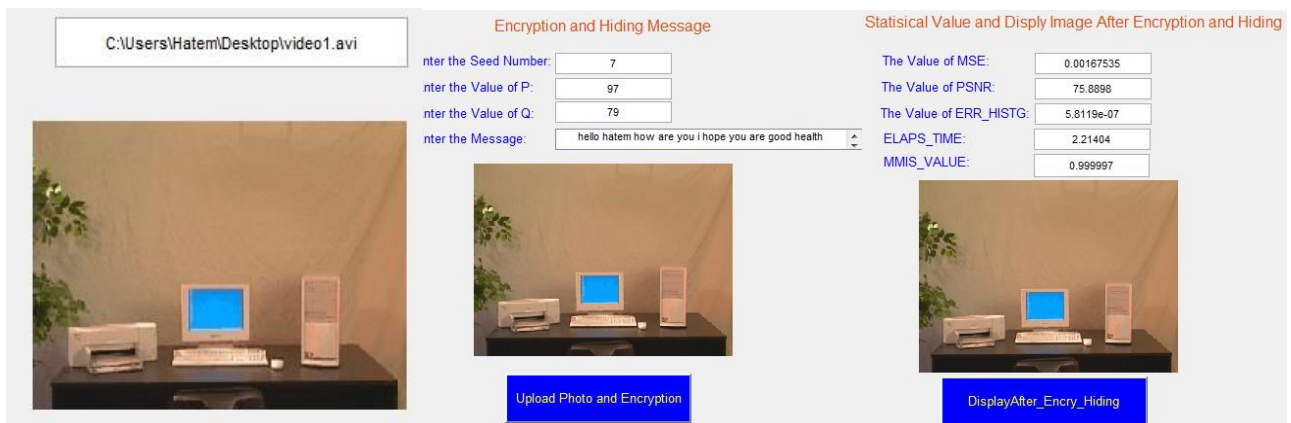 C:\Users\Hatem\Desktop\video1.avi
Encryption and Hiding Message
nter the Seed Number: 7
nter the Value of P: 97
nter the Value of Q: 79
nter the Message: hello hatem how are you i hope you are good health
Upload Photo and Encryption
Statisical Value and Disply Image After Encryption and Hiding
The Value of MSE: 0.00167535
The Value of PSNR: 75.8898
The Value of ERR_HISTG: 5.8119e-07
ELAPS_TIME: 2.21404
MMIS_VALUE: 0.999997
DisplayAfter_Encry_Hiding